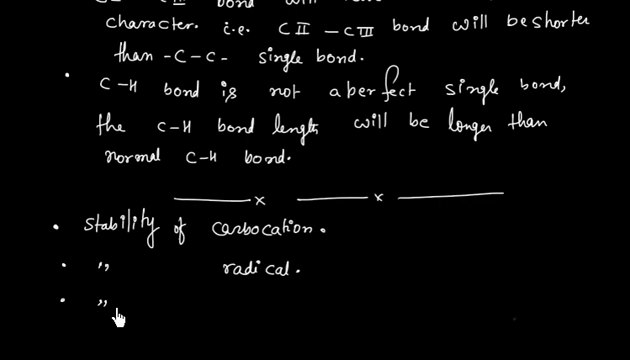 character. i.e. CII - CIII bond will be shorter
than -C-C- single bond.
• C-H bond is not a perfect single bond,
the C-H bond length will be longer than
normal C-H bond.
x x
• Stability of carbocation.
• " radical.
• "